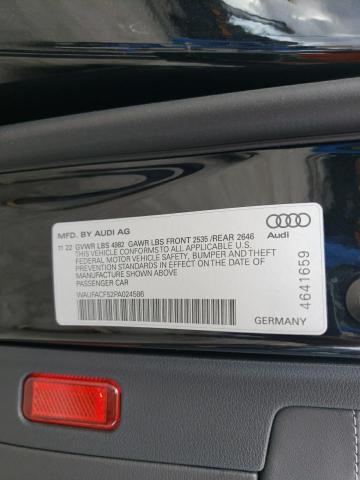 MFD. BY AUDI AG
11 22 GVWR LBS 4982 GAWR LBS FRONT 2535 /REAR 2646
THIS VEHICLE CONFORMS TO ALL APPLICABLE U.S.
FEDERAL MOTOR VEHICLE SAFETY, BUMPER AND THEFT
PREVENTION STANDARDS IN EFFECT ON THE DATE OF
MANUFACTURE SHOWN ABOVE
PASSENGER CAR
WAUFACF52PA024586
Audi
4641659
GERMANY